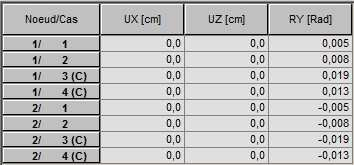 Noeud/Cas UX [cm] UZ [cm] RY [Rad]
1/ 1 0,0 0,0 0,005
1/ 2 0,0 0,0 0,008
1/ 3 (C) 0,0 0,0 0,019
1/ 4 (C) 0,0 0,0 0,013
2/ 1 0,0 0,0 -0,005
2/ 2 0,0 0,0 -0,008
2/ 3 (C) 0,0 0,0 -0,019
2/ 4 (C) 0,0 0,0 -0,013